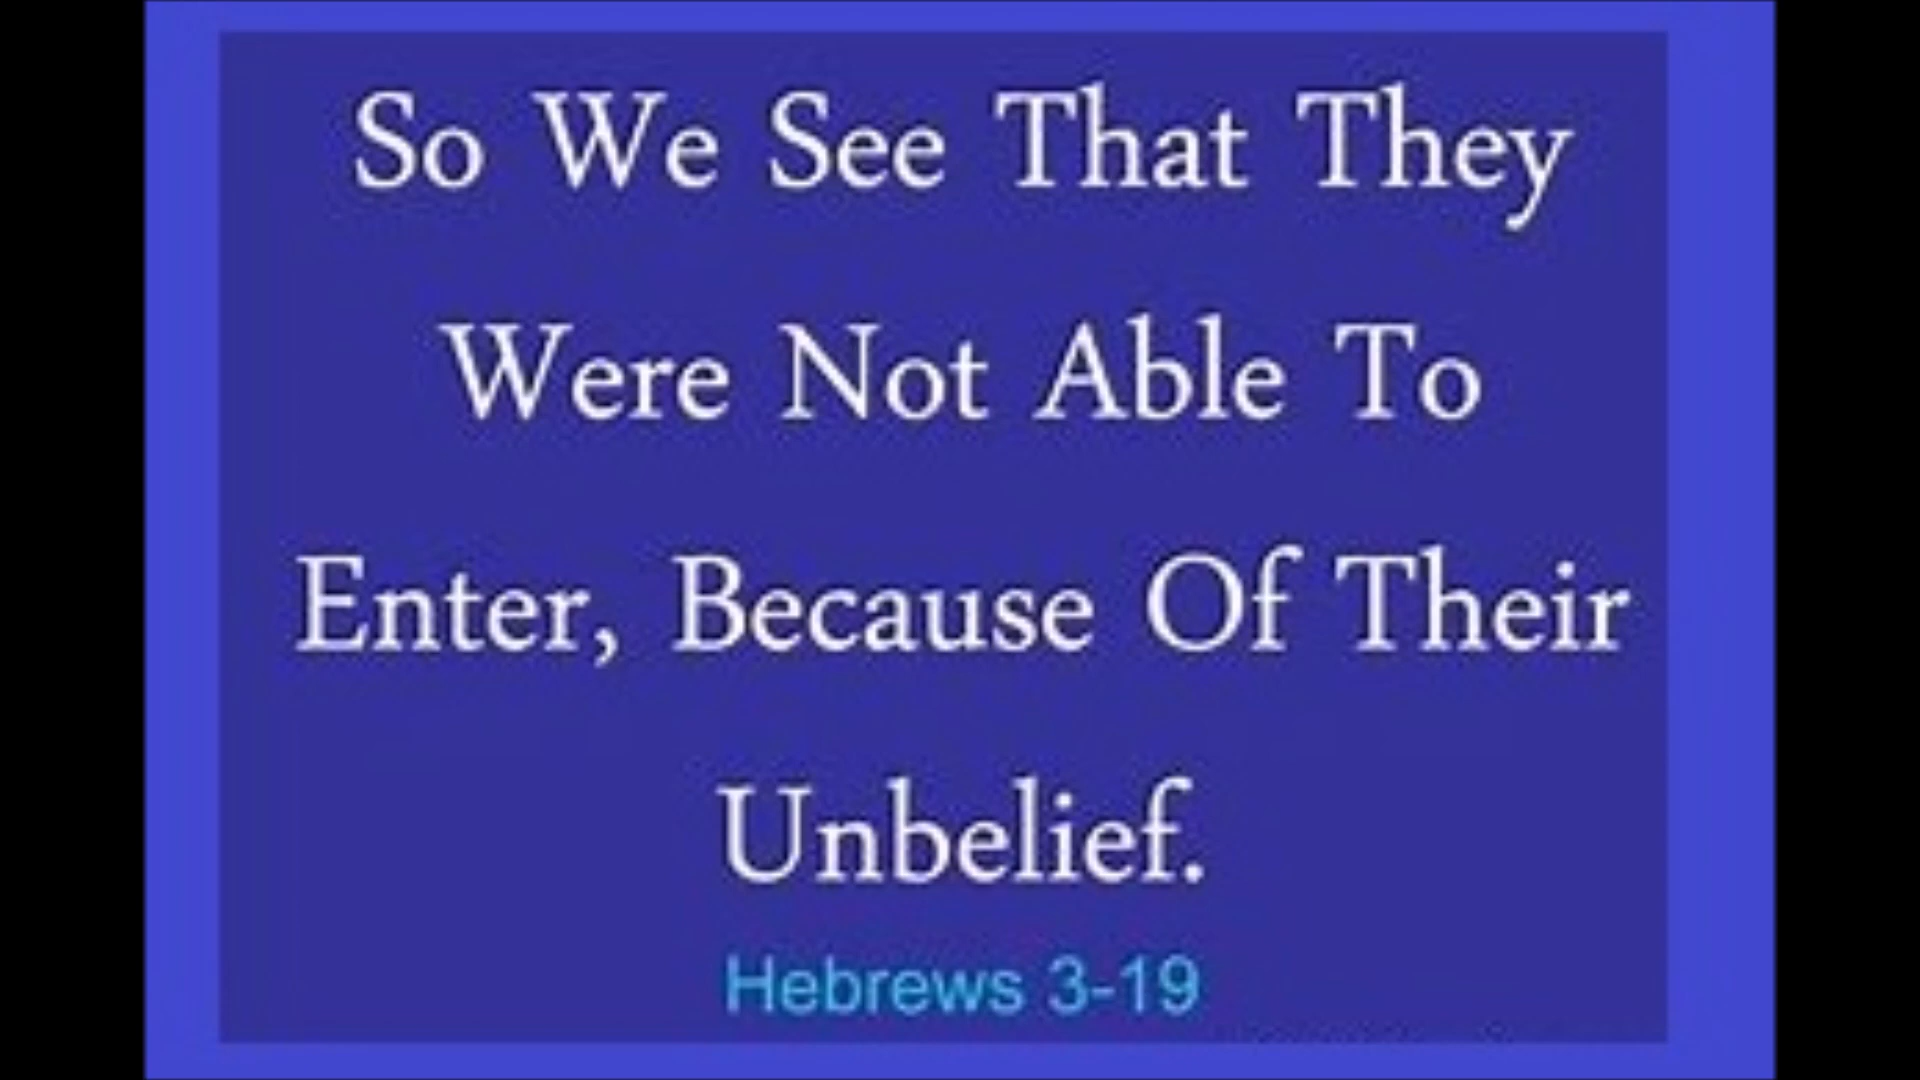 So We See That They
Were Not Able To
Enter, Because Of Their
Unbelief.
Hebrews 3-19